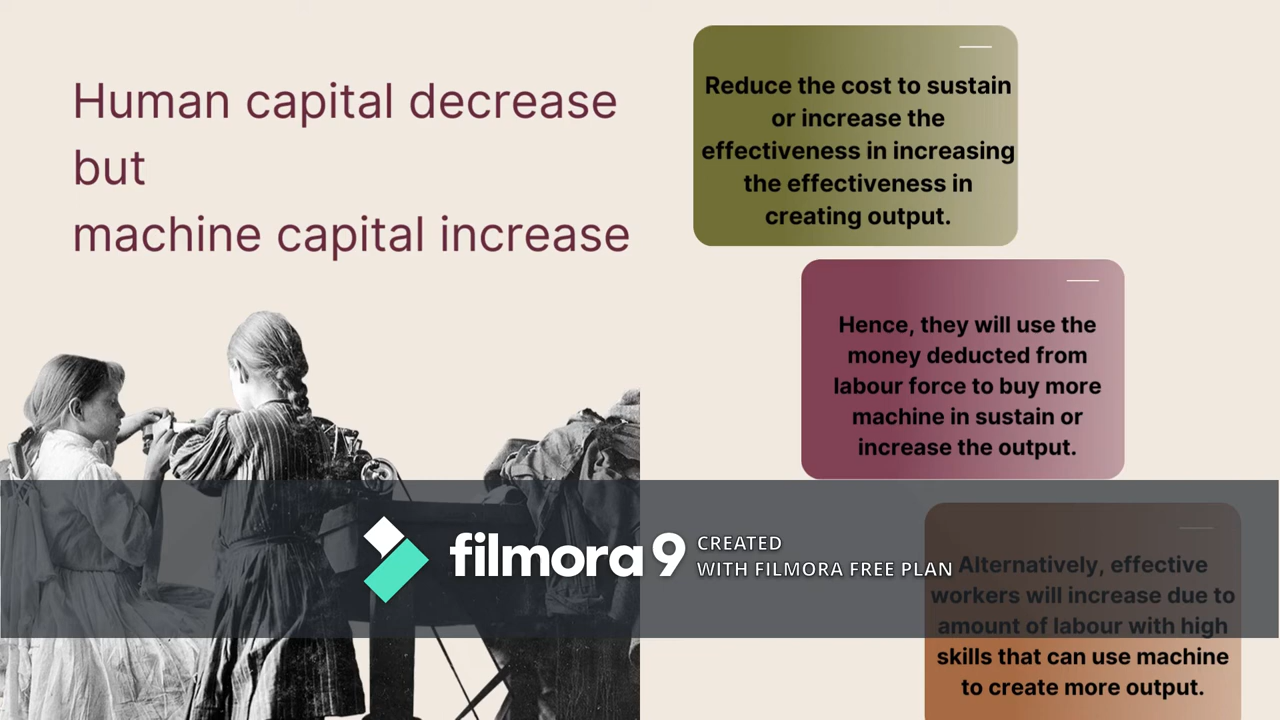 Human capital decrease
but
machine capital increase
Reduce the cost to sustain
or increase the
effectiveness in increasing
the effectiveness in
creating output.
Hence, they will use the
money deducted from
labour force to buy more
machine in sustain or
increase the output.
Alternatively, effective
workers will increase due to
amount of labour with high
skills that can use machine
to create more output.
filmora9
CREATED
WITH FILMORA FREE PLAN